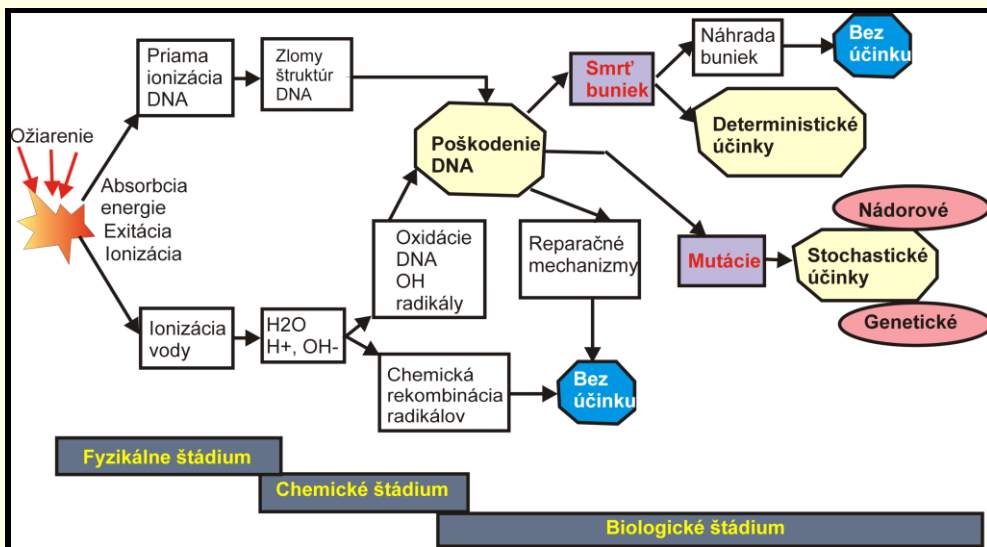 Ožiarenie
Absorbcia
energie
Exitácia
Ionizácia
Priama
ionizácia
DNA
Zlomy
štruktúr
DNA
Ionizácia
vody
H2O
H+, OH-
Oxidácie
DNA
OH
radikály
Chemická
rekombinácia
radikálov
Poškodenie
DNA
Smrť
buniek
Náhrada
buniek
Bez
účinku
Deterministické
účinky
Reparačné
mechanizmy
Bez
účinku
Mutácie
Nádorové
Stochastické
účinky
Genetické
Fyzikálne štádium
Chemické štádium
Biologické štádium